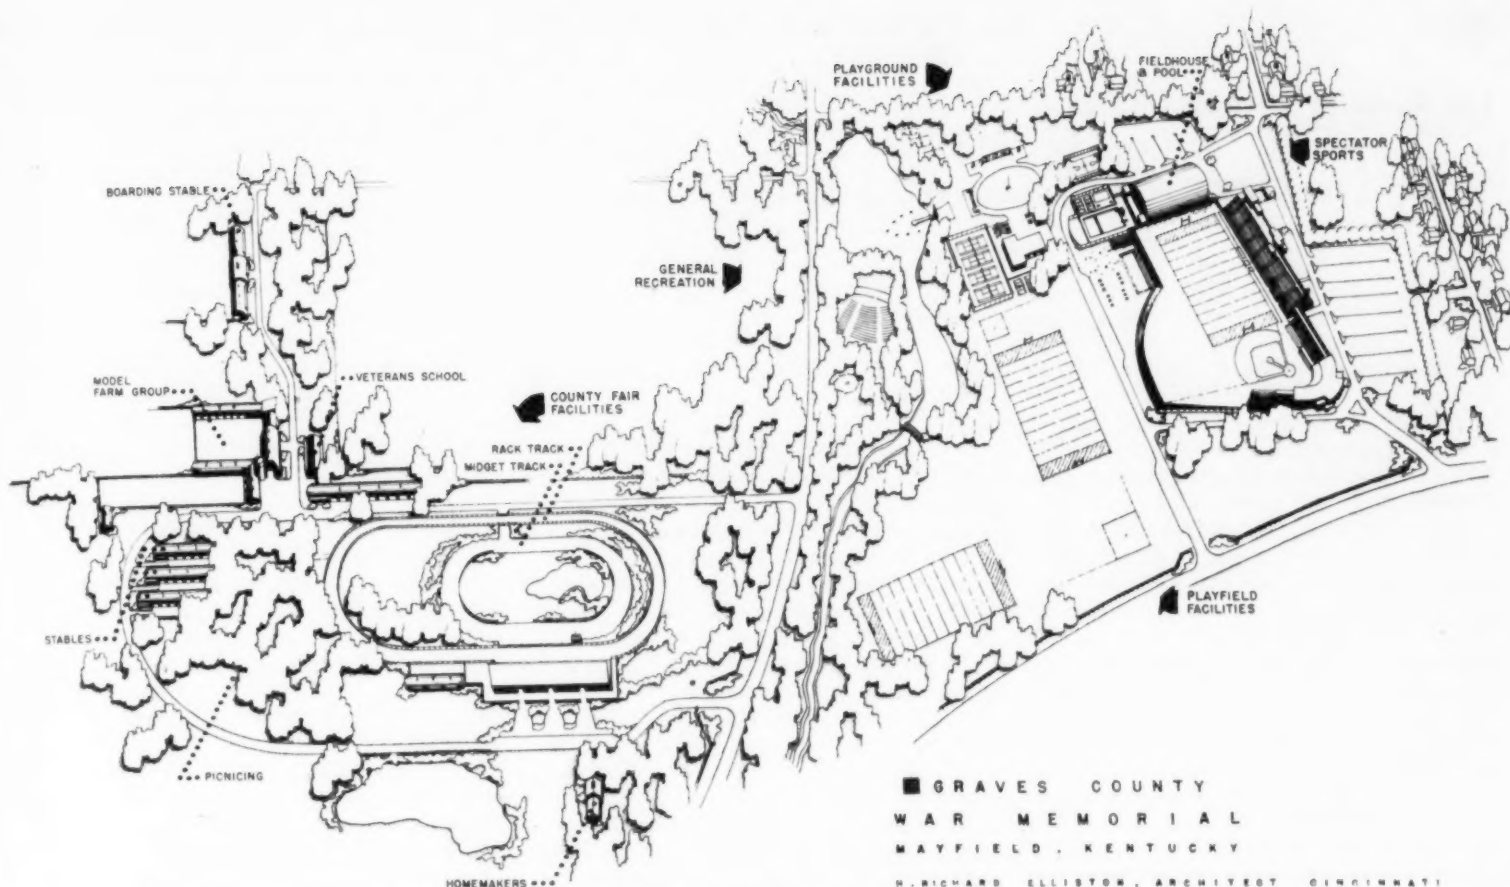 PLAYGROUND
FACILITIES
FIELDHOUSE
& POOL
SPECTATOR
SPORTS
BOARDING STABLE
GENERAL
RECREATION
MODEL
FARM GROUP
VETERANS SCHOOL
COUNTY FAIR
FACILITIES
RACK TRACK
MIDGET TRACK
PLAYFIELD
FACILITIES
STABLES
PICNICING
HOMEMAKERS
GRAVES COUNTY
WAR MEMORIAL
MAYFIELD, KENTUCKY
H. RICHARD ELLISTON, ARCHITECT CINCINNATI